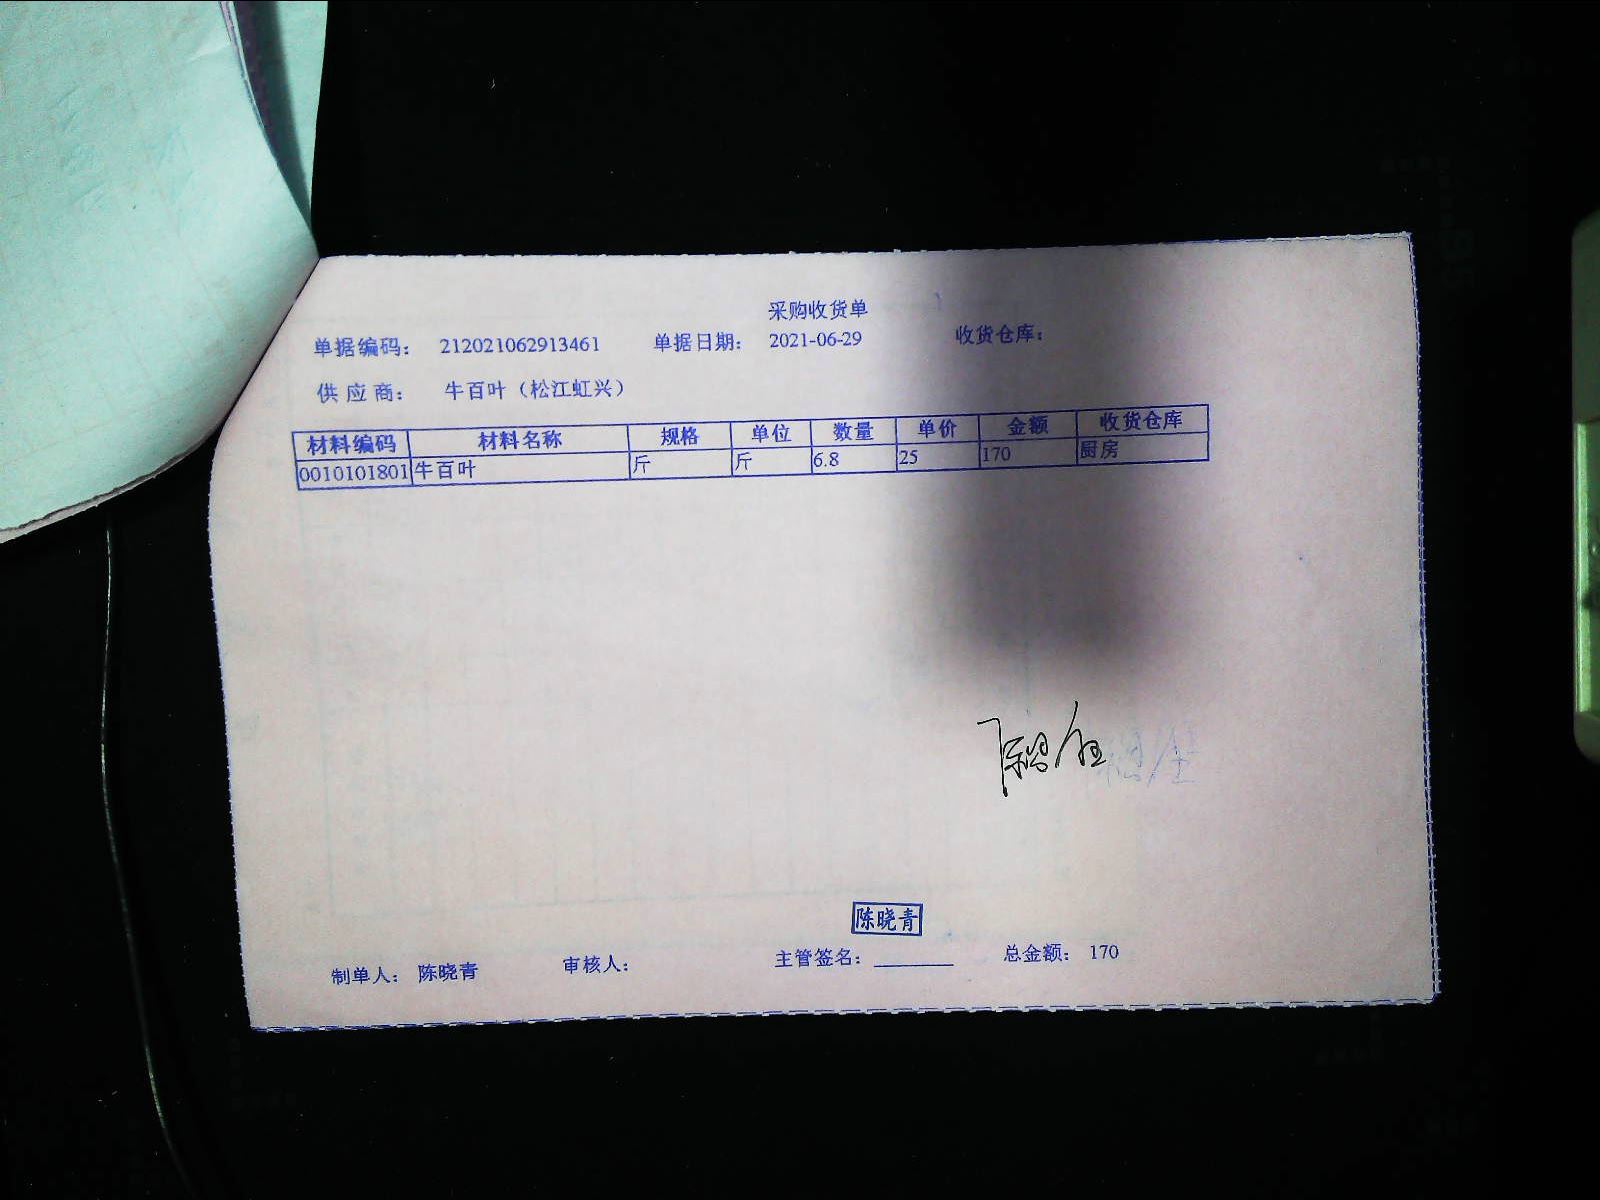 采购收货单
单据编码： 212021062913461 单据日期： 2021-06-29 收货仓库：
供应商： 牛百叶（松江虹兴）
材料编码 材料名称 规格 单位 数量 单价 金额 收货仓库
0010101801 牛百叶 斤 斤 6.8 25 170 厨房
陈晓青
制单人： 陈晓青 审核人： 主管签名： 总金额： 170